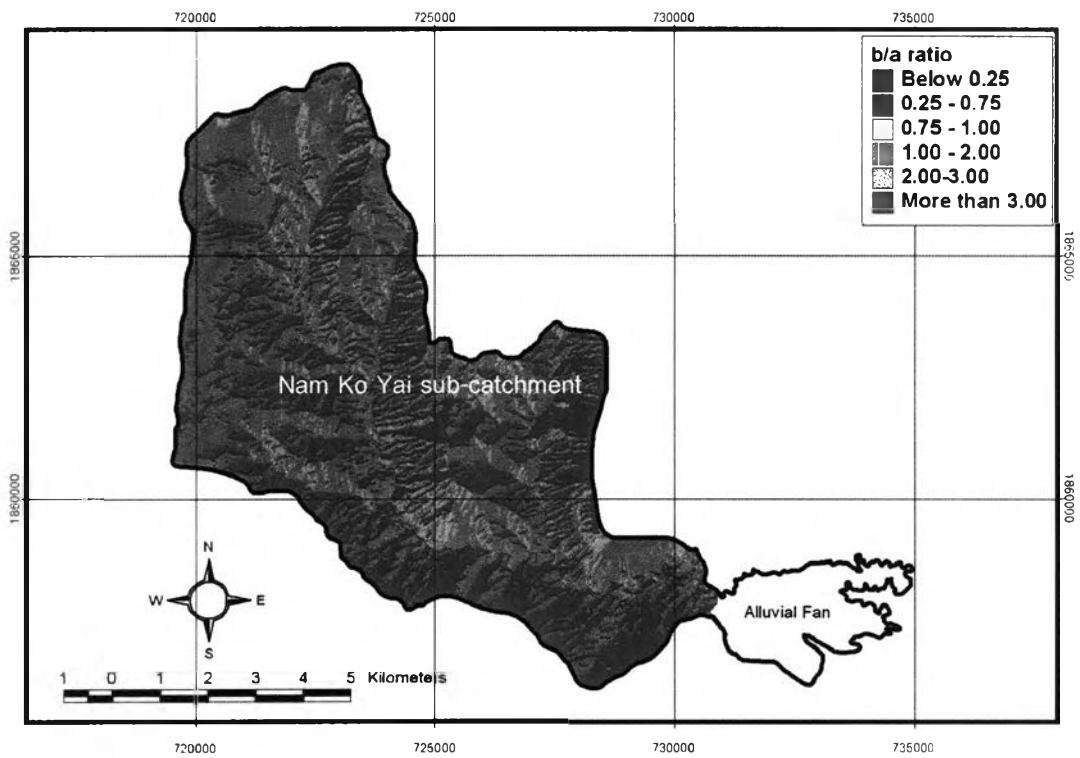 720000 725000 730000 735000
b/a ratio
Below 0.25
0.25 - 0.75
0.75 - 1.00
1.00 - 2.00
2.00-3.00
More than 3.00
1865000 1865000
Nam Ko Yai sub-catchment
1860000 1860000
N
W E
S
Alluvial Fan
1 0 1 2 3 4 5 Kilometers
720000 725000 730000 735000